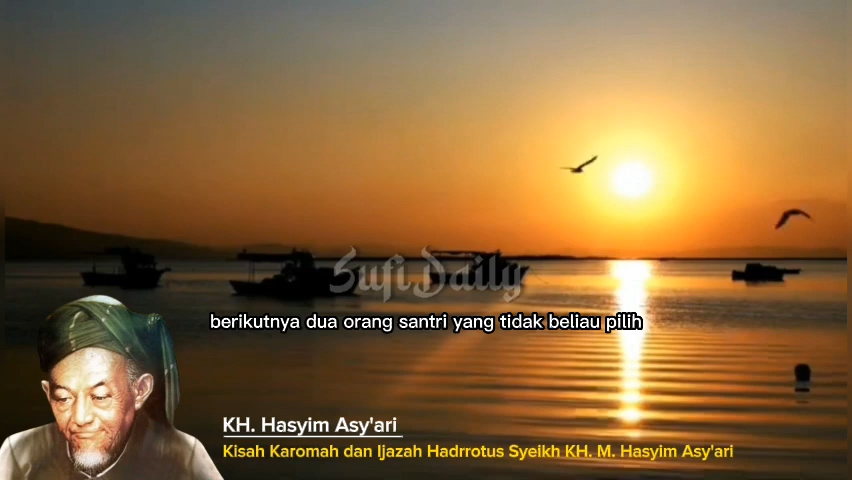 Sufi Daily
berikutnya dua orang santri yang tidak beliau pilih
KH. Hasyim Asy'ari
Kisah Karomah dan Ijazah Hadrrotus Syeikh KH. M. Hasyim Asy'ari